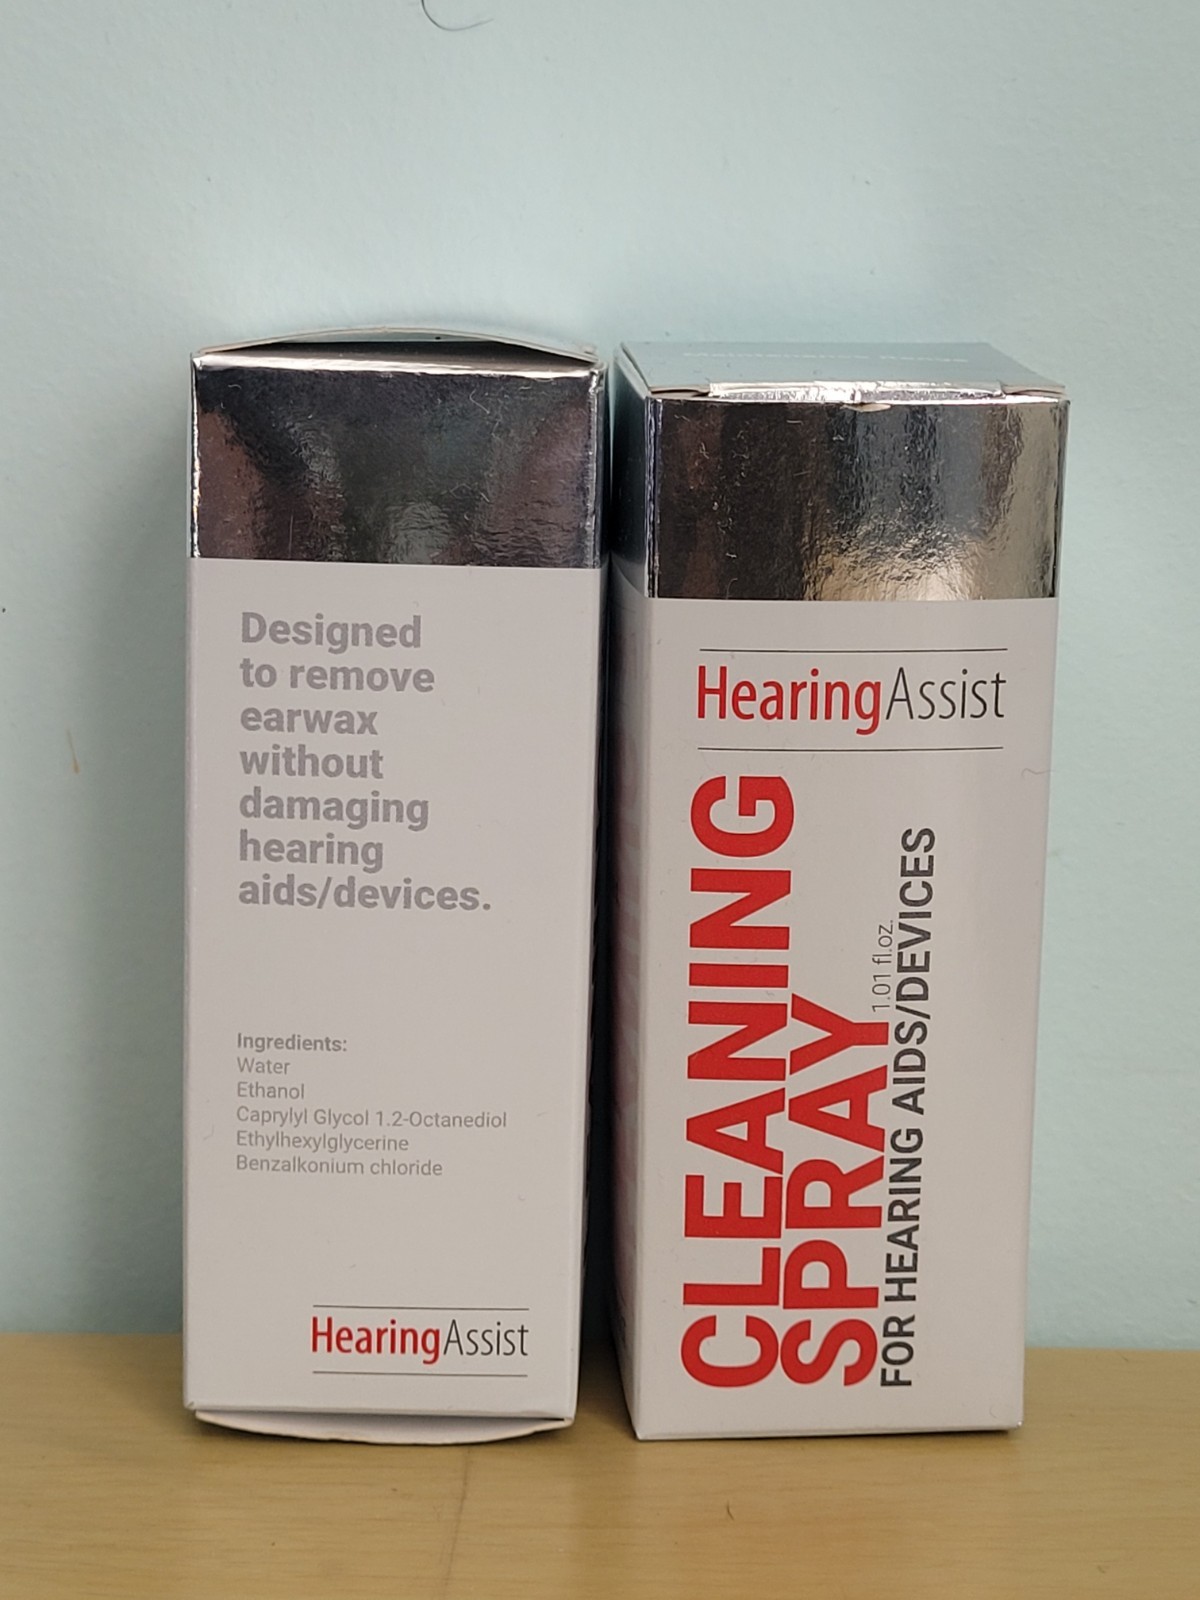 Designed
to remove
earwax
without
damaging
hearing
aids/devices.
Ingredients:
Water
Ethanol
Caprylyl Glycol 1.2-Octanediol
Ethylhexylglycerine
Benzalkonium chloride
HearingAssist
HearingAssist
CLEANING
SPRAY
1.01 fl.oz.
FOR HEARING AIDS/DEVICES